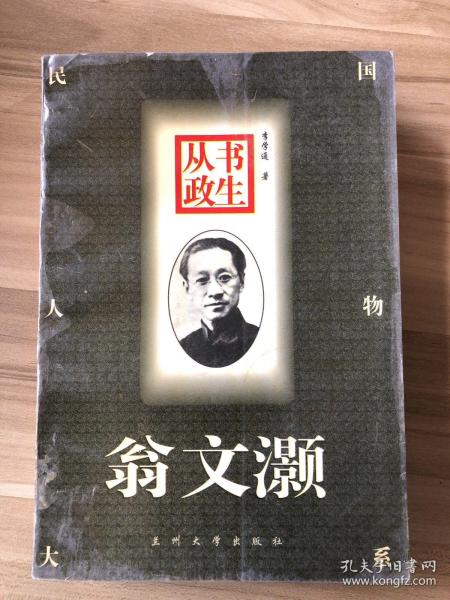 民国
人物
大系
书生
从政
李学通 著
翁文灏
兰州大学出版社
孔夫子旧书网
www.kongfz.com